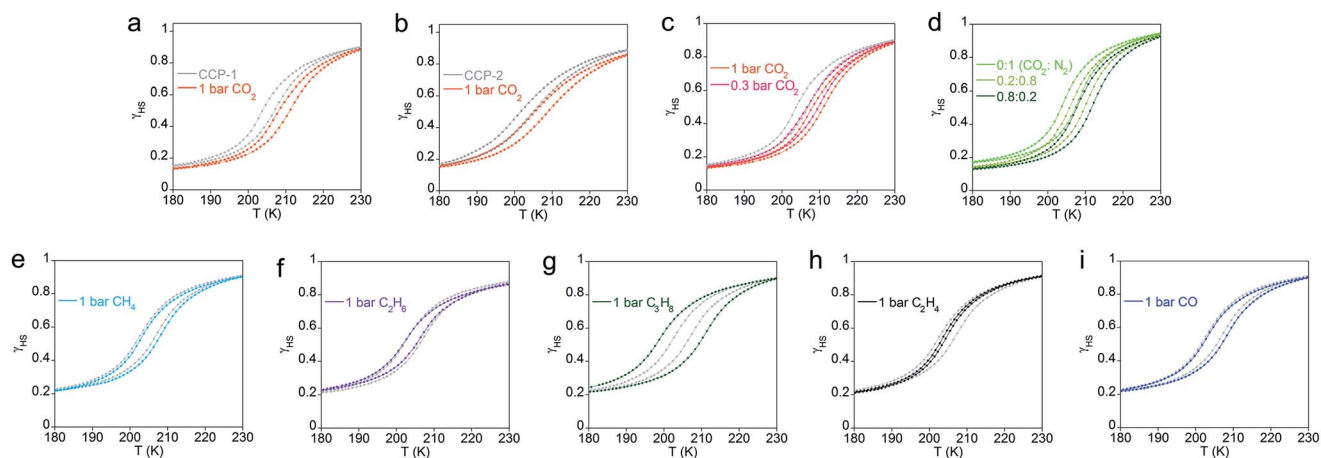 a
1
0.8
0.6
0.4
0.2
0
γHS
CCP-1
1 bar CO2
180 190 200 210 220 230
T (K)
b
1
0.8
0.6
0.4
0.2
0
γHS
CCP-2
1 bar CO2
180 190 200 210 220 230
T (K)
c
1
0.8
0.6
0.4
0.2
0
γHS
1 bar CO2
0.3 bar CO2
180 190 200 210 220 230
T (K)
d
1
0.8
0.6
0.4
0.2
0
γHS
0:1 (CO2: N2)
0.2:0.8
0.8:0.2
180 190 200 210 220 230
T (K)
e
1
0.8
0.6
0.4
0.2
0
γHS
1 bar CH4
180 190 200 210 220 230
T (K)
f
1
0.8
0.6
0.4
0.2
0
γHS
1 bar C2H6
180 190 200 210 220 230
T (K)
g
1
0.8
0.6
0.4
0.2
0
γHS
1 bar C3H8
180 190 200 210 220 230
T (K)
h
1
0.8
0.6
0.4
0.2
0
γHS
1 bar C2H4
180 190 200 210 220 230
T (K)
i
1
0.8
0.6
0.4
0.2
0
γHS
1 bar CO
180 190 200 210 220 230
T (K)